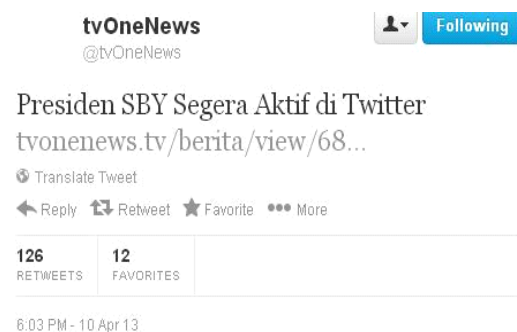 tvOneNews
Following
@tvOneNews
Presiden SBY Segera Aktif di Twitter
tvonenews.tv/berita/view/68...
Translate Tweet
Reply Retweet Favorite More
126 12
RETWEETS FAVORITES
6:03 PM - 10 Apr 13